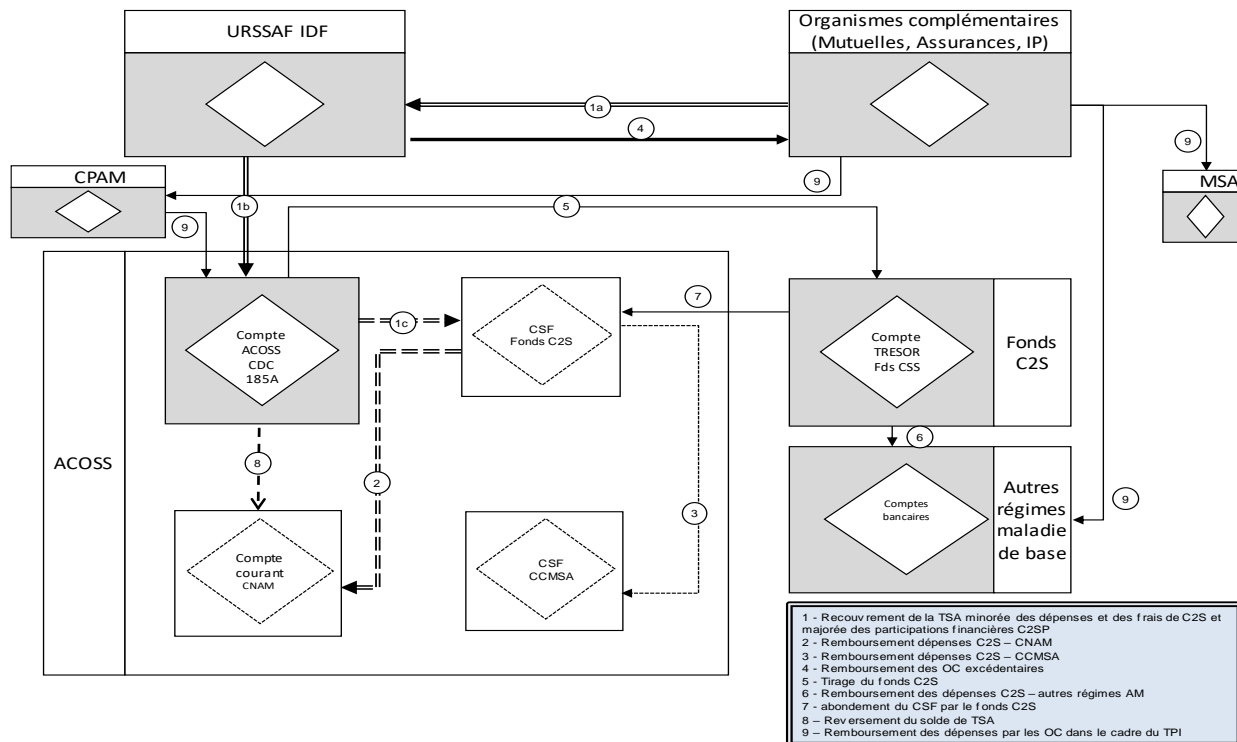 URSSAF IDF
Organismes complémentaires
(Mutuelles, Assurances, IP)
1a
4
9
CPAM
9
MSA
1b
9
5
ACOSS
Compte
ACOSS
CDC
185A
1c
CSF
Fonds C2S
7
Compte
TRESOR
Fds CSS
Fonds
C2S
6
8
2
3
Compte
courant
CNAM
CSF
CCMSA
Comptes
bancaires
Autres
régimes
maladie
de base
9
1 - Recouvrement de la TSA minorée des dépenses et des frais de C2S et
majorée des participations financières C2SP
2 - Remboursement dépenses C2S – CNAM
3 - Remboursement dépenses C2S – CCMSA
4 - Remboursement des OC excédentaires
5 - Tirage du fonds C2S
6 - Remboursement des dépenses C2S – autres régimes AM
7 - abondement du CSF par le fonds C2S
8 – Reversement du solde de TSA
9 – Remboursement des dépenses par les OC dans le cadre du TPI